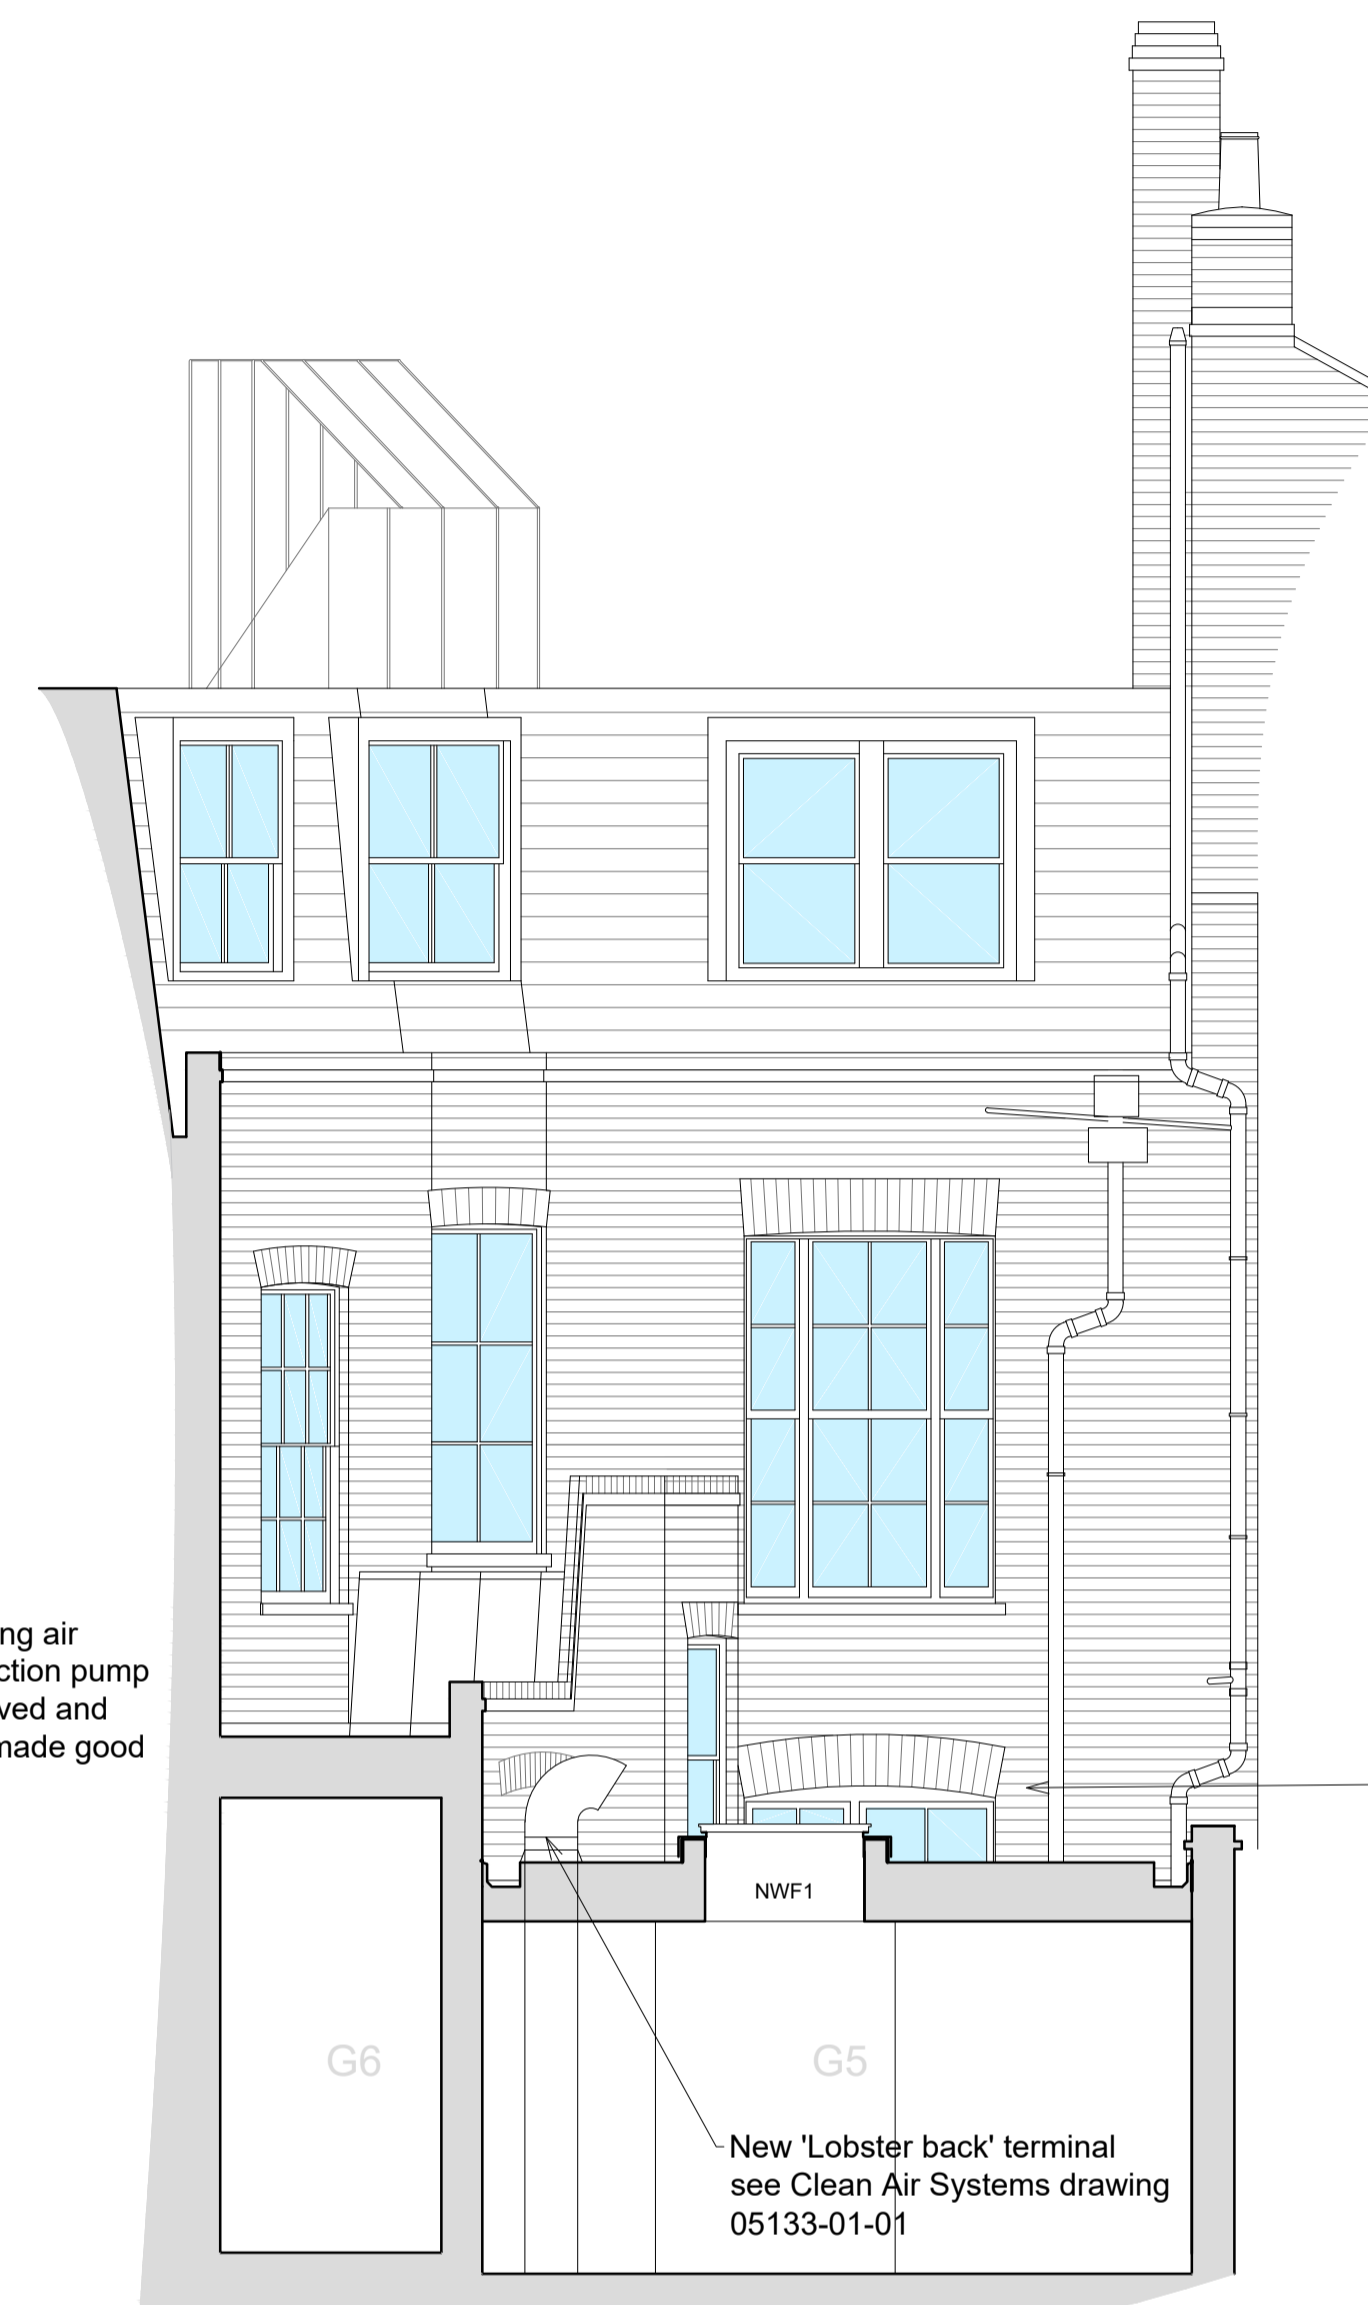 ng air
ction pump
ved and
made good
NWF1
G6
G5
New 'Lobster back' terminal
see Clean Air Systems drawing
05133-01-01